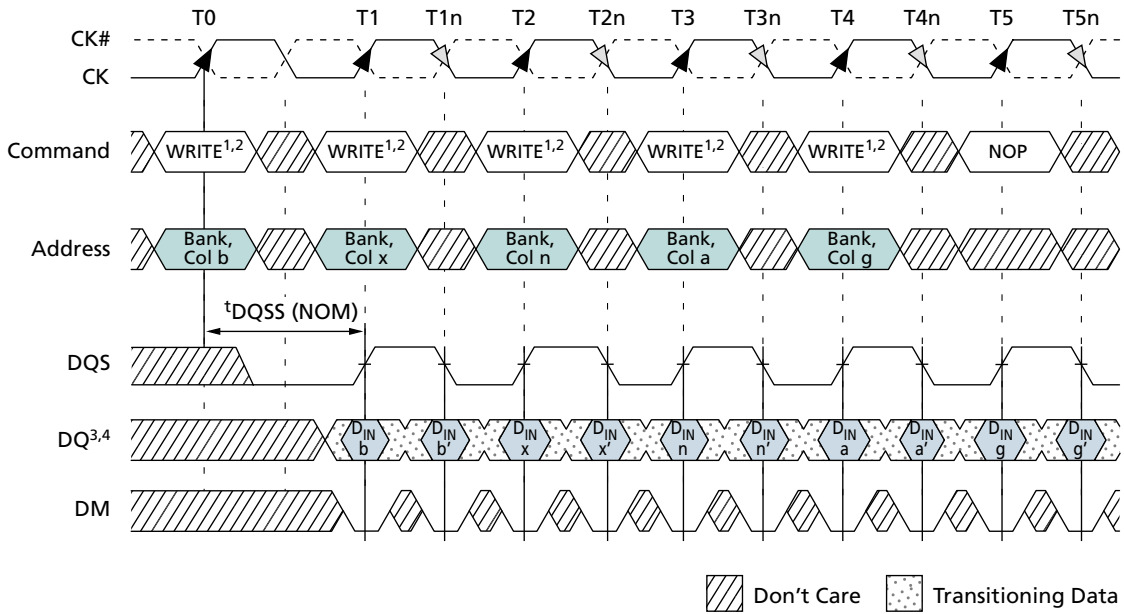 T0 T1 T1n T2 T2n T3 T3n T4 T4n T5 T5n
CK#
CK
Command WRITE1,2 WRITE1,2 WRITE1,2 WRITE1,2 WRITE1,2 NOP
Address Bank, Col b Bank, Col x Bank, Col n Bank, Col a Bank, Col g
tDQSS (NOM)
DQS
DQ3,4 DIN b DIN b' DIN x DIN x' DIN n DIN n' DIN a DIN a' DIN g DIN g'
DM
Don't Care Transitioning Data